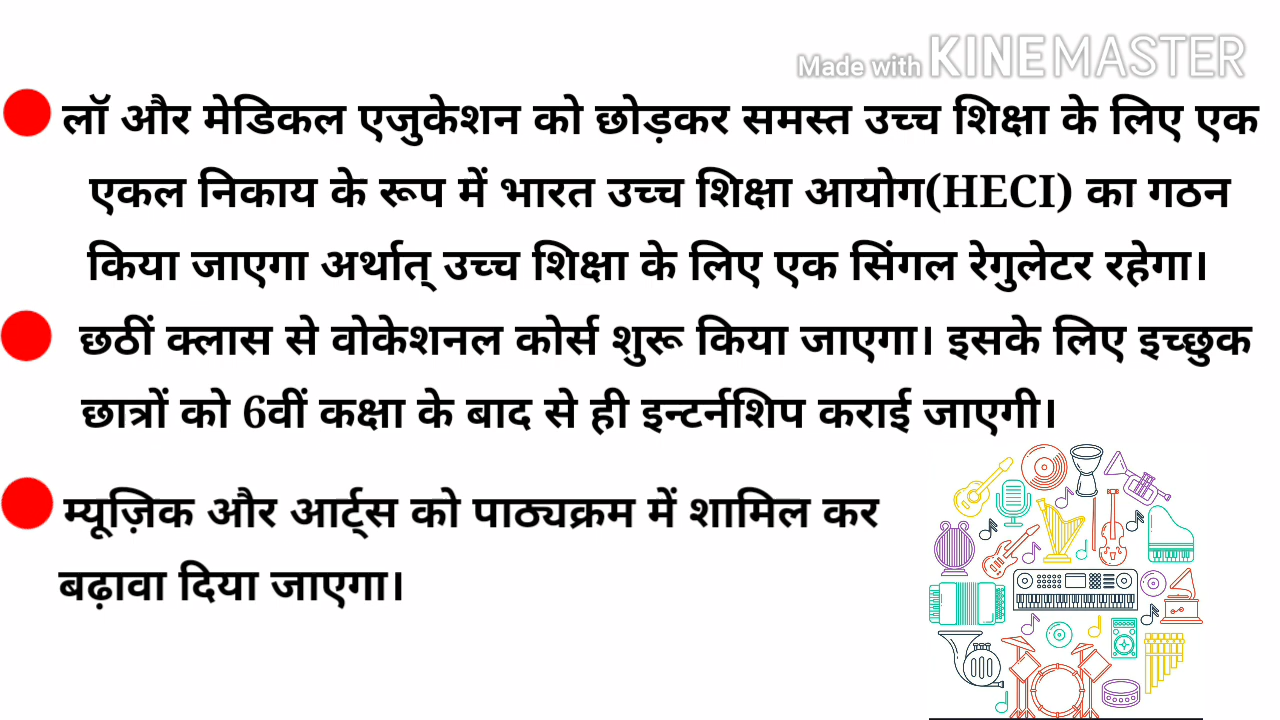 Made with KINEMASTER
लॉ और मेडिकल एजुकेशन को छोड़कर समस्त उच्च शिक्षा के लिए एक
एकल निकाय के रूप में भारत उच्च शिक्षा आयोग(HECI) का गठन
किया जाएगा अर्थात् उच्च शिक्षा के लिए एक सिंगल रेगुलेटर रहेगा।
छठीं क्लास से वोकेशनल कोर्स शुरू किया जाएगा। इसके लिए इच्छुक
छात्रों को 6वीं कक्षा के बाद से ही इन्टर्नशिप कराई जाएगी।
म्यूज़िक और आर्ट्स को पाठ्यक्रम में शामिल कर
बढ़ावा दिया जाएगा।